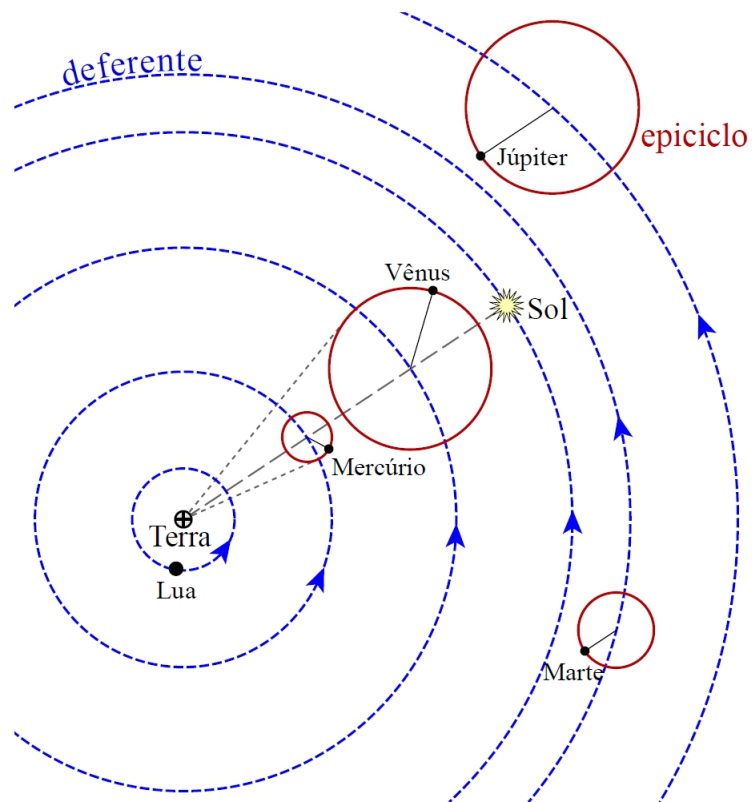 deferente
epiciclo
Júpiter
Vênus
Sol
Mercúrio
Terra
Lua
Marte